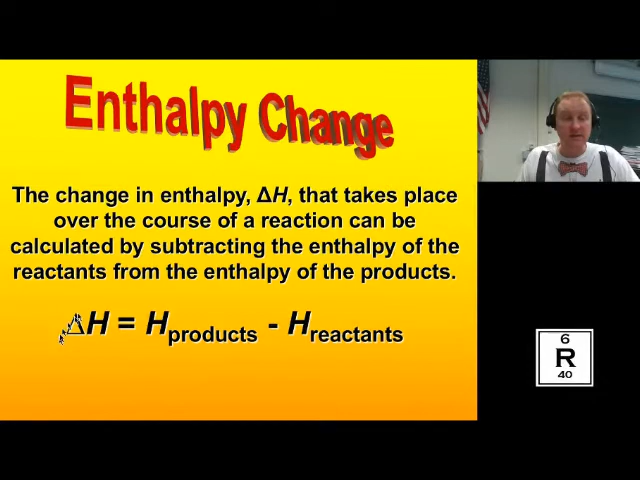 Enthalpy Change
The change in enthalpy, ΔH, that takes place
over the course of a reaction can be
calculated by subtracting the enthalpy of the
reactants from the enthalpy of the products.
ΔH = Hproducts - Hreactants
6
R
40